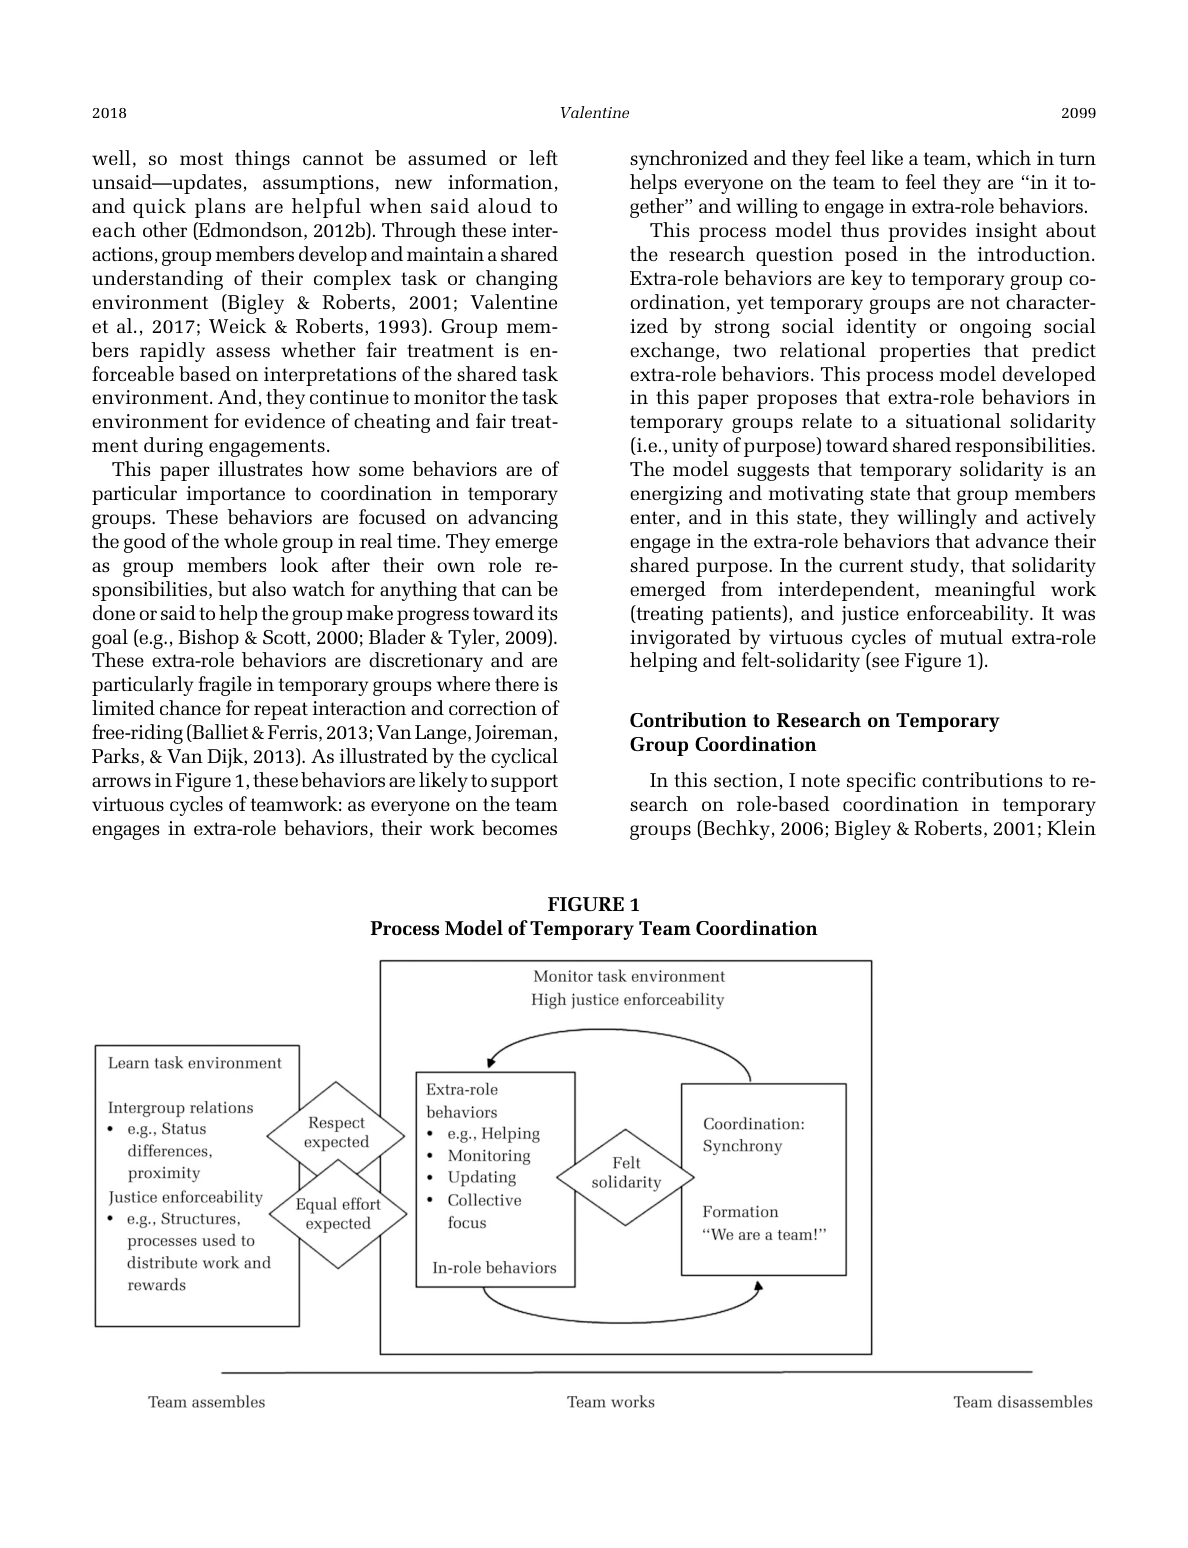 2018
Valentine
2099
well, so most things cannot be assumed or left
unsaid—updates, assumptions, new information,
and quick plans are helpful when said aloud to
each other (Edmondson, 2012b). Through these inter-
actions, group members develop and maintain a shared
understanding of their complex task or changing
environment (Bigley & Roberts, 2001; Valentine
et al., 2017; Weick & Roberts, 1993). Group mem-
bers rapidly assess whether fair treatment is en-
forceable based on interpretations of the shared task
environment. And, they continue to monitor the task
environment for evidence of cheating and fair treat-
ment during engagements.
This paper illustrates how some behaviors are of
particular importance to coordination in temporary
groups. These behaviors are focused on advancing
the good of the whole group in real time. They emerge
as group members look after their own role re-
sponsibilities, but also watch for anything that can be
done or said to help the group make progress toward its
goal (e.g., Bishop & Scott, 2000; Blader & Tyler, 2009).
These extra-role behaviors are discretionary and are
particularly fragile in temporary groups where there is
limited chance for repeat interaction and correction of
free-riding (Balliet & Ferris, 2013; Van Lange, Joireman,
Parks, & Van Dijk, 2013). As illustrated by the cyclical
arrows in Figure 1, these behaviors are likely to support
virtuous cycles of teamwork: as everyone on the team
engages in extra-role behaviors, their work becomes
synchronized and they feel like a team, which in turn
helps everyone on the team to feel they are “in it to-
gether” and willing to engage in extra-role behaviors.
This process model thus provides insight about
the research question posed in the introduction.
Extra-role behaviors are key to temporary group co-
ordination, yet temporary groups are not character-
ized by strong social identity or ongoing social
exchange, two relational properties that predict
extra-role behaviors. This process model developed
in this paper proposes that extra-role behaviors in
temporary groups relate to a situational solidarity
(i.e., unity of purpose) toward shared responsibilities.
The model suggests that temporary solidarity is an
energizing and motivating state that group members
enter, and in this state, they willingly and actively
engage in the extra-role behaviors that advance their
shared purpose. In the current study, that solidarity
emerged from interdependent, meaningful work
(treating patients), and justice enforceability. It was
invigorated by virtuous cycles of mutual extra-role
helping and felt-solidarity (see Figure 1).
Contribution to Research on Temporary
Group Coordination
In this section, I note specific contributions to re-
search on role-based coordination in temporary
groups (Bechky, 2006; Bigley & Roberts, 2001; Klein
FIGURE 1
Process Model of Temporary Team Coordination
Monitor task environment
High justice enforceability
Learn task environment
Intergroup relations
• e.g., Status
differences,
proximity
Justice enforceability
• e.g., Structures,
processes used to
distribute work and
rewards
Respect
expected
Equal effort
expected
Extra-role
behaviors
• e.g., Helping
• Monitoring
• Updating
• Collective
focus
In-role behaviors
Felt
solidarity
Coordination:
Synchrony
Formation
“We are a team!”
Team assembles
Team works
Team disassembles